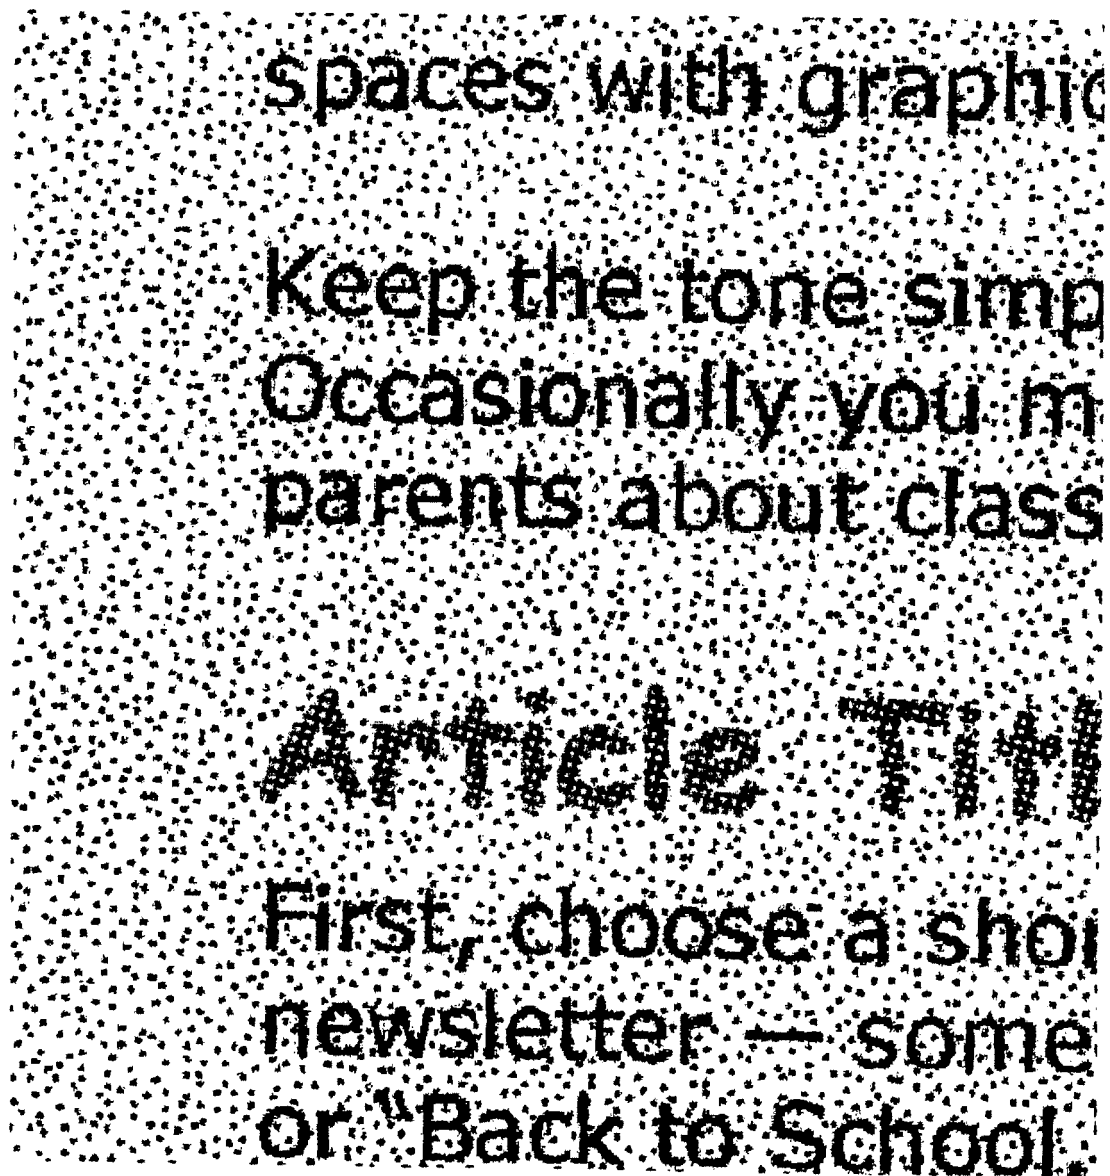 spaces with graphic
Keep the tone simp
Occasionally you m
parents about class
Article Titl
First, choose a shor
newsletter — some
or “Back to School.